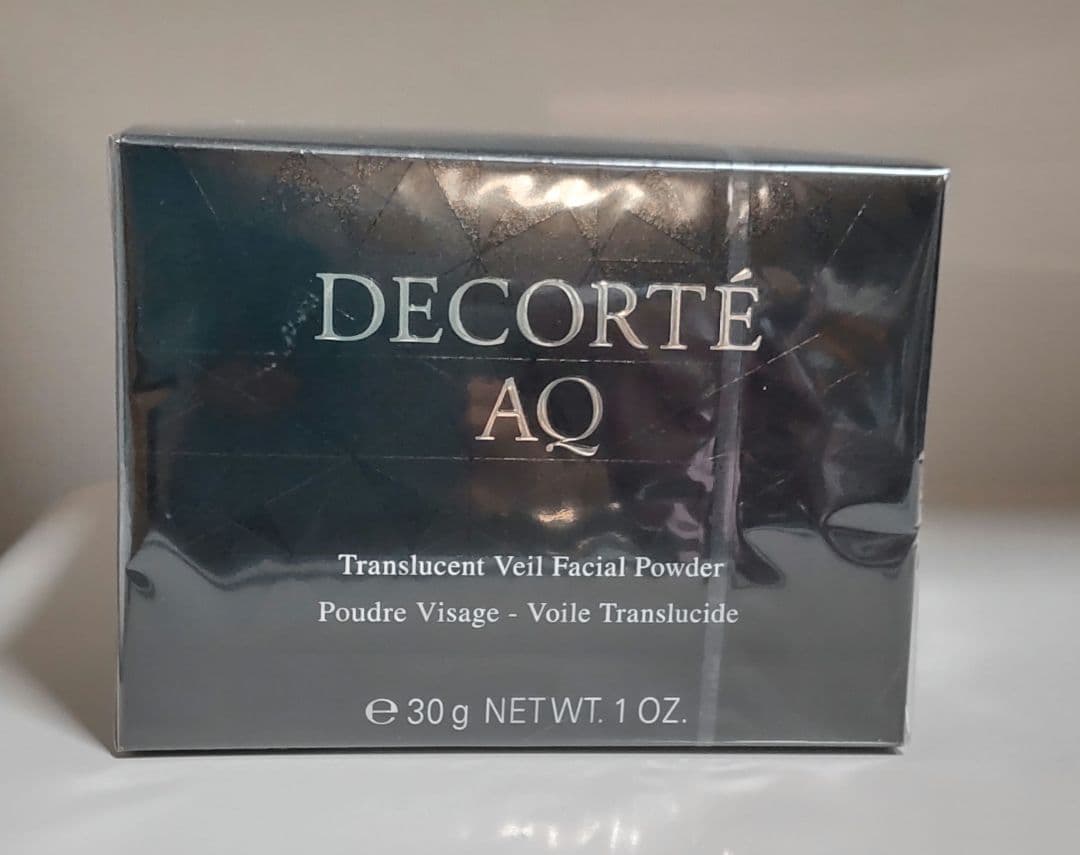 DECORTÉ
AQ
Translucent Veil Facial Powder
Poudre Visage - Voile Translucide
℮ 30 g NET WT. 1 OZ.